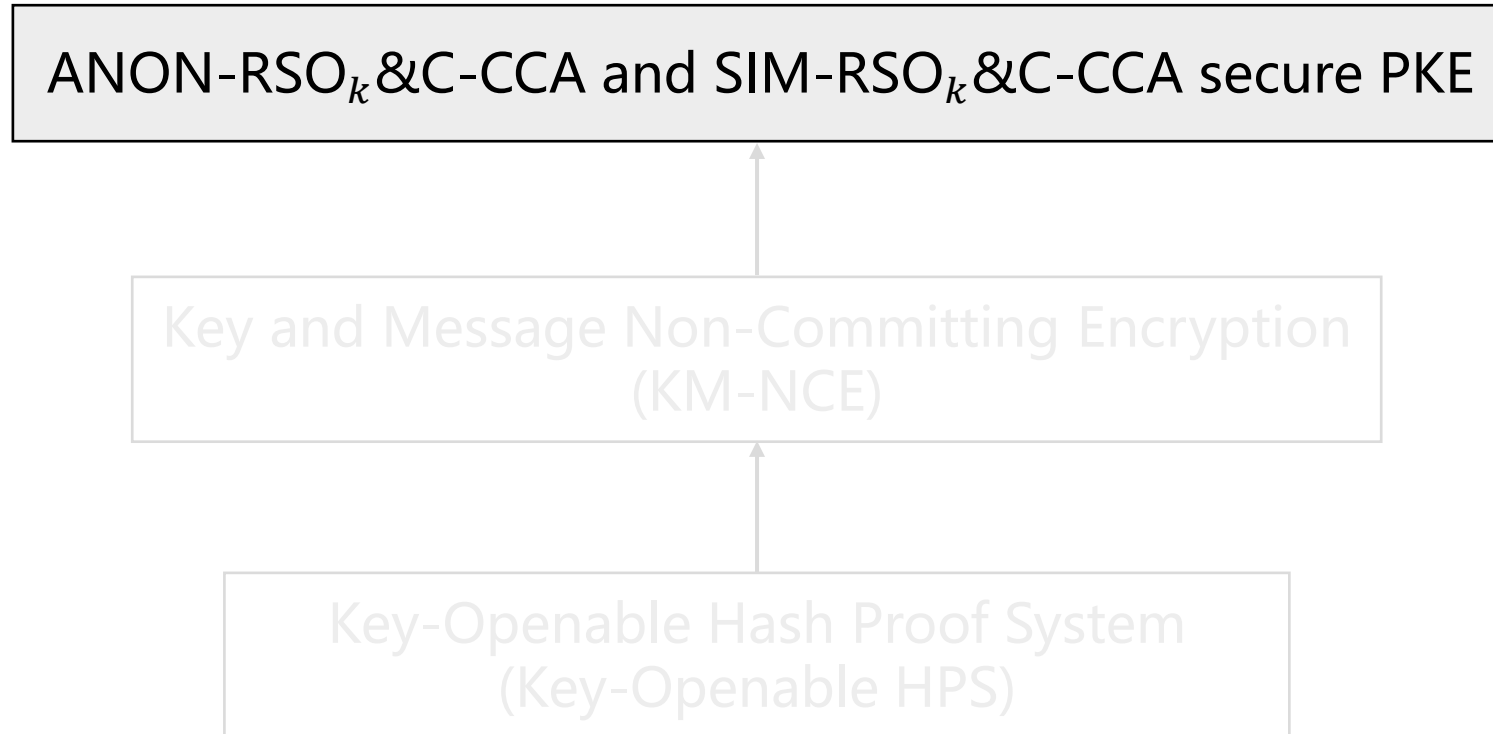 ANON-RSOₖ&C-CCA and SIM-RSOₖ&C-CCA secure PKE
Key and Message Non-Committing Encryption
(KM-NCE)
Key-Openable Hash Proof System
(Key-Openable HPS)